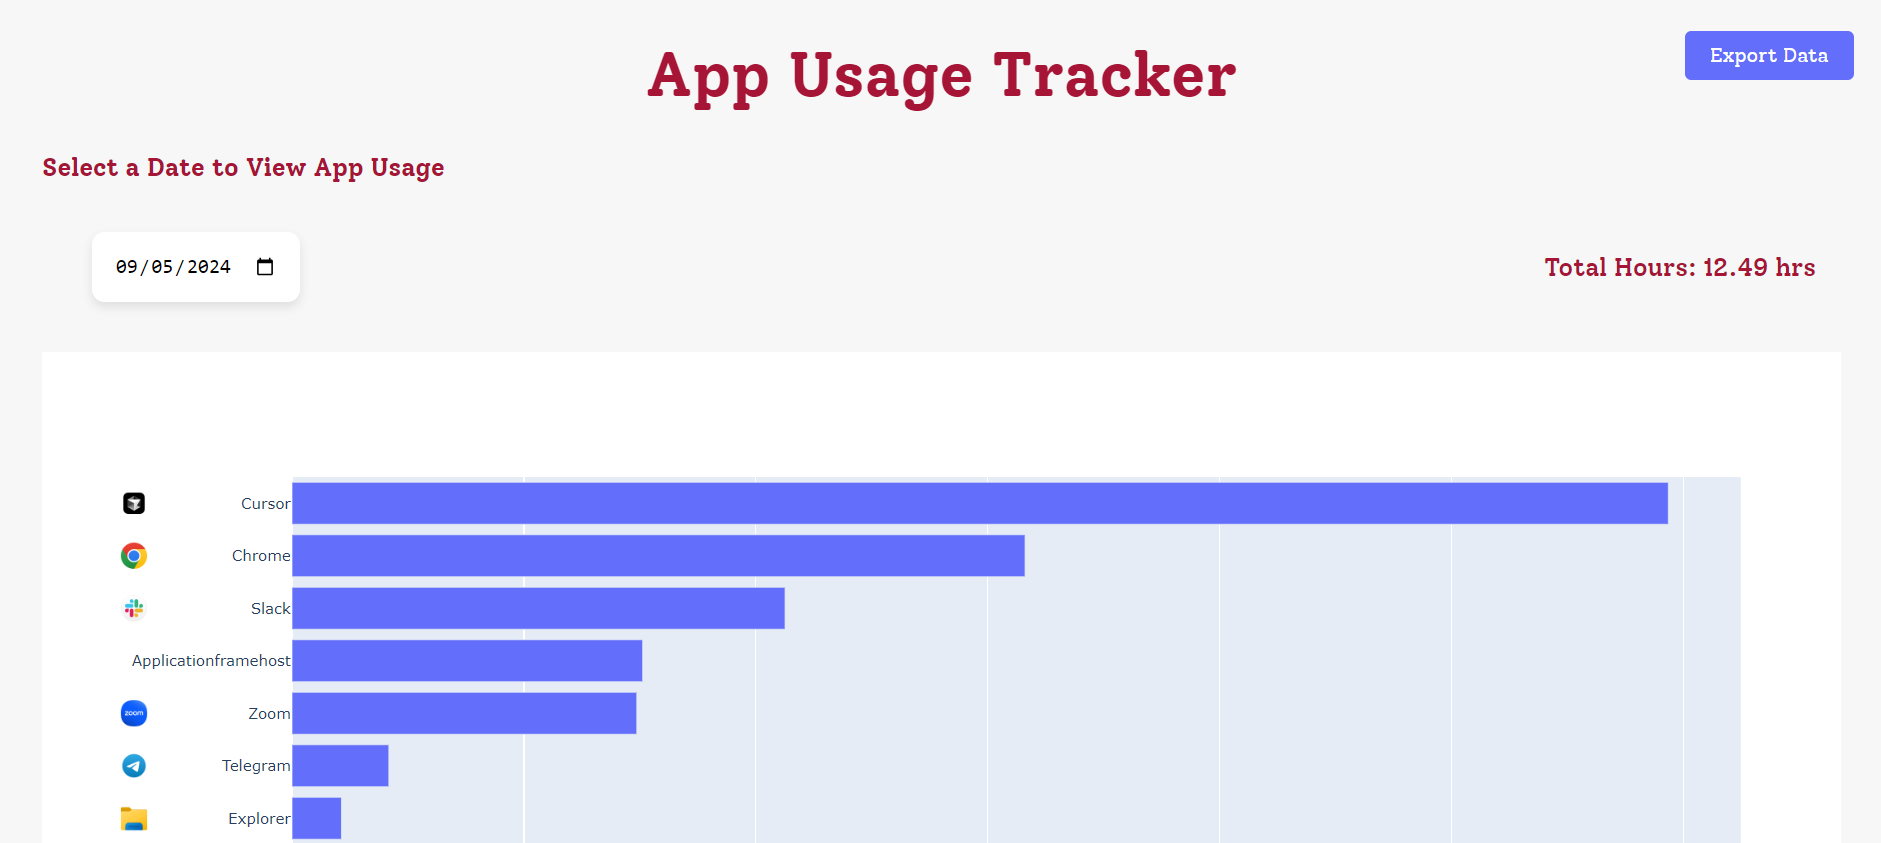 App Usage Tracker
Export Data
Select a Date to View App Usage
09/05/2024
Total Hours: 12.49 hrs
Cursor
Chrome
Slack
Applicationframehost
zoom
Zoom
Telegram
Explorer